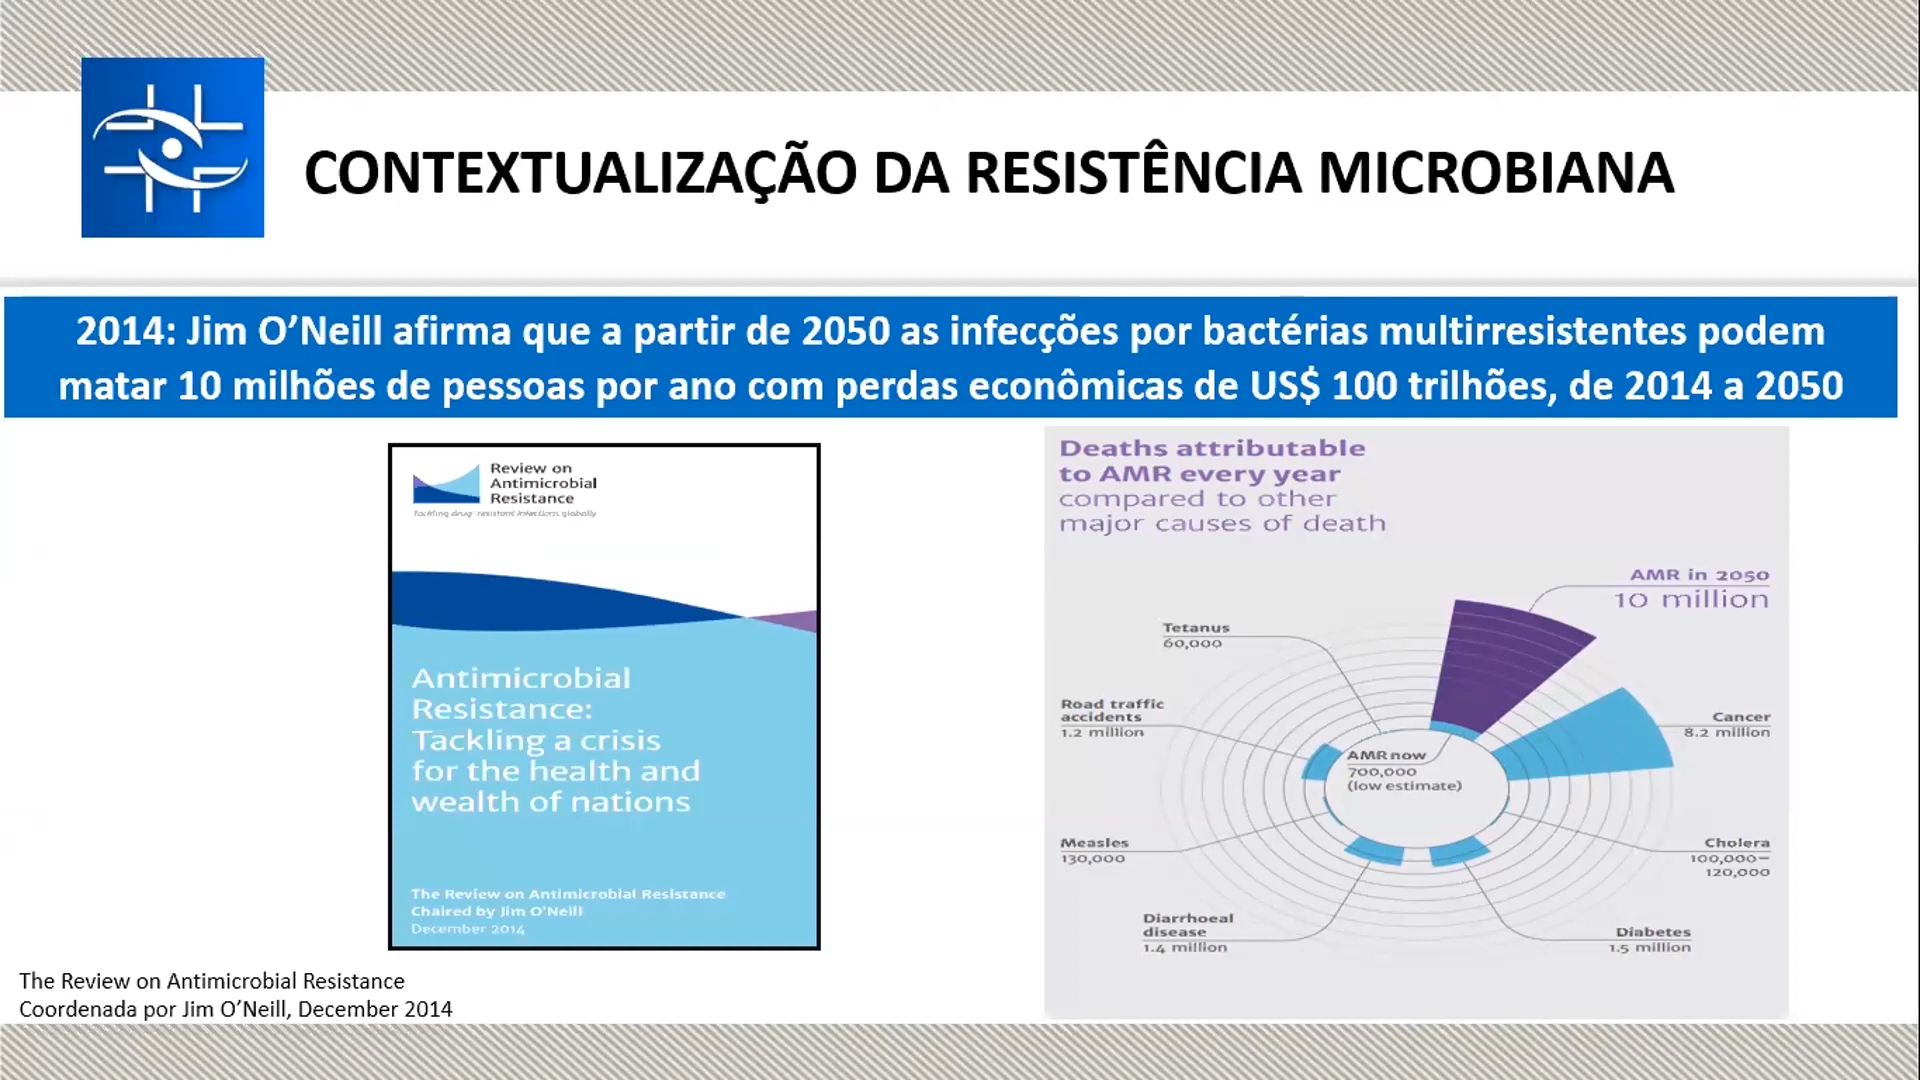 CONTEXTUALIZAÇÃO DA RESISTÊNCIA MICROBIANA
2014: Jim O’Neill afirma que a partir de 2050 as infecções por bactérias multirresistentes podem
matar 10 milhões de pessoas por ano com perdas econômicas de US$ 100 trilhões, de 2014 a 2050
Review on
Antimicrobial
Resistance
Tackling drug-resistant infections globally
Antimicrobial
Resistance:
Tackling a crisis
for the health and
wealth of nations
The Review on Antimicrobial Resistance
Chaired by Jim O'Neill
December 2014
The Review on Antimicrobial Resistance
Coordenada por Jim O’Neill, December 2014
Deaths attributable
to AMR every year
compared to other
major causes of death
AMR in 2050
10 million
Tetanus
60,000
Road traffic
accidents
1.2 million
AMR now
700,000
(low estimate)
Cancer
8.2 million
Measles
130,000
Cholera
100,000–
120,000
Diarrhoeal
disease
1.4 million
Diabetes
1.5 million